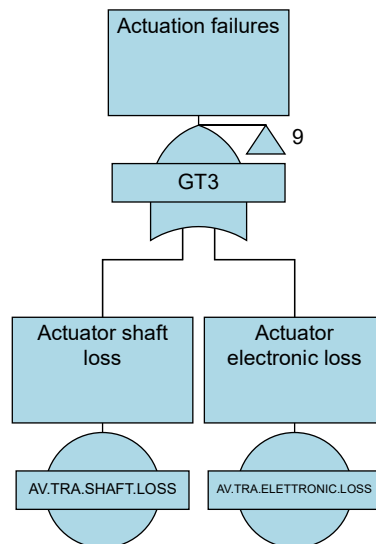 Actuation failures
9
GT3
Actuator shaft
loss
Actuator
electronic loss
AV.TRA.SHAFT.LOSS
AV.TRA.ELETTRONIC.LOSS